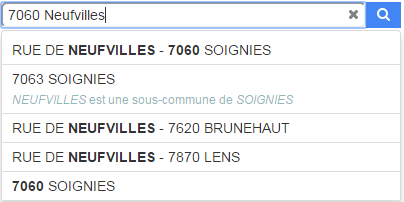 7060 Neufvilles
RUE DE NEUFVILLES - 7060 SOIGNIES
7063 SOIGNIES
NEUFVILLES est une sous-commune de SOIGNIES
RUE DE NEUFVILLES - 7620 BRUNEHAUT
RUE DE NEUFVILLES - 7870 LENS
7060 SOIGNIES